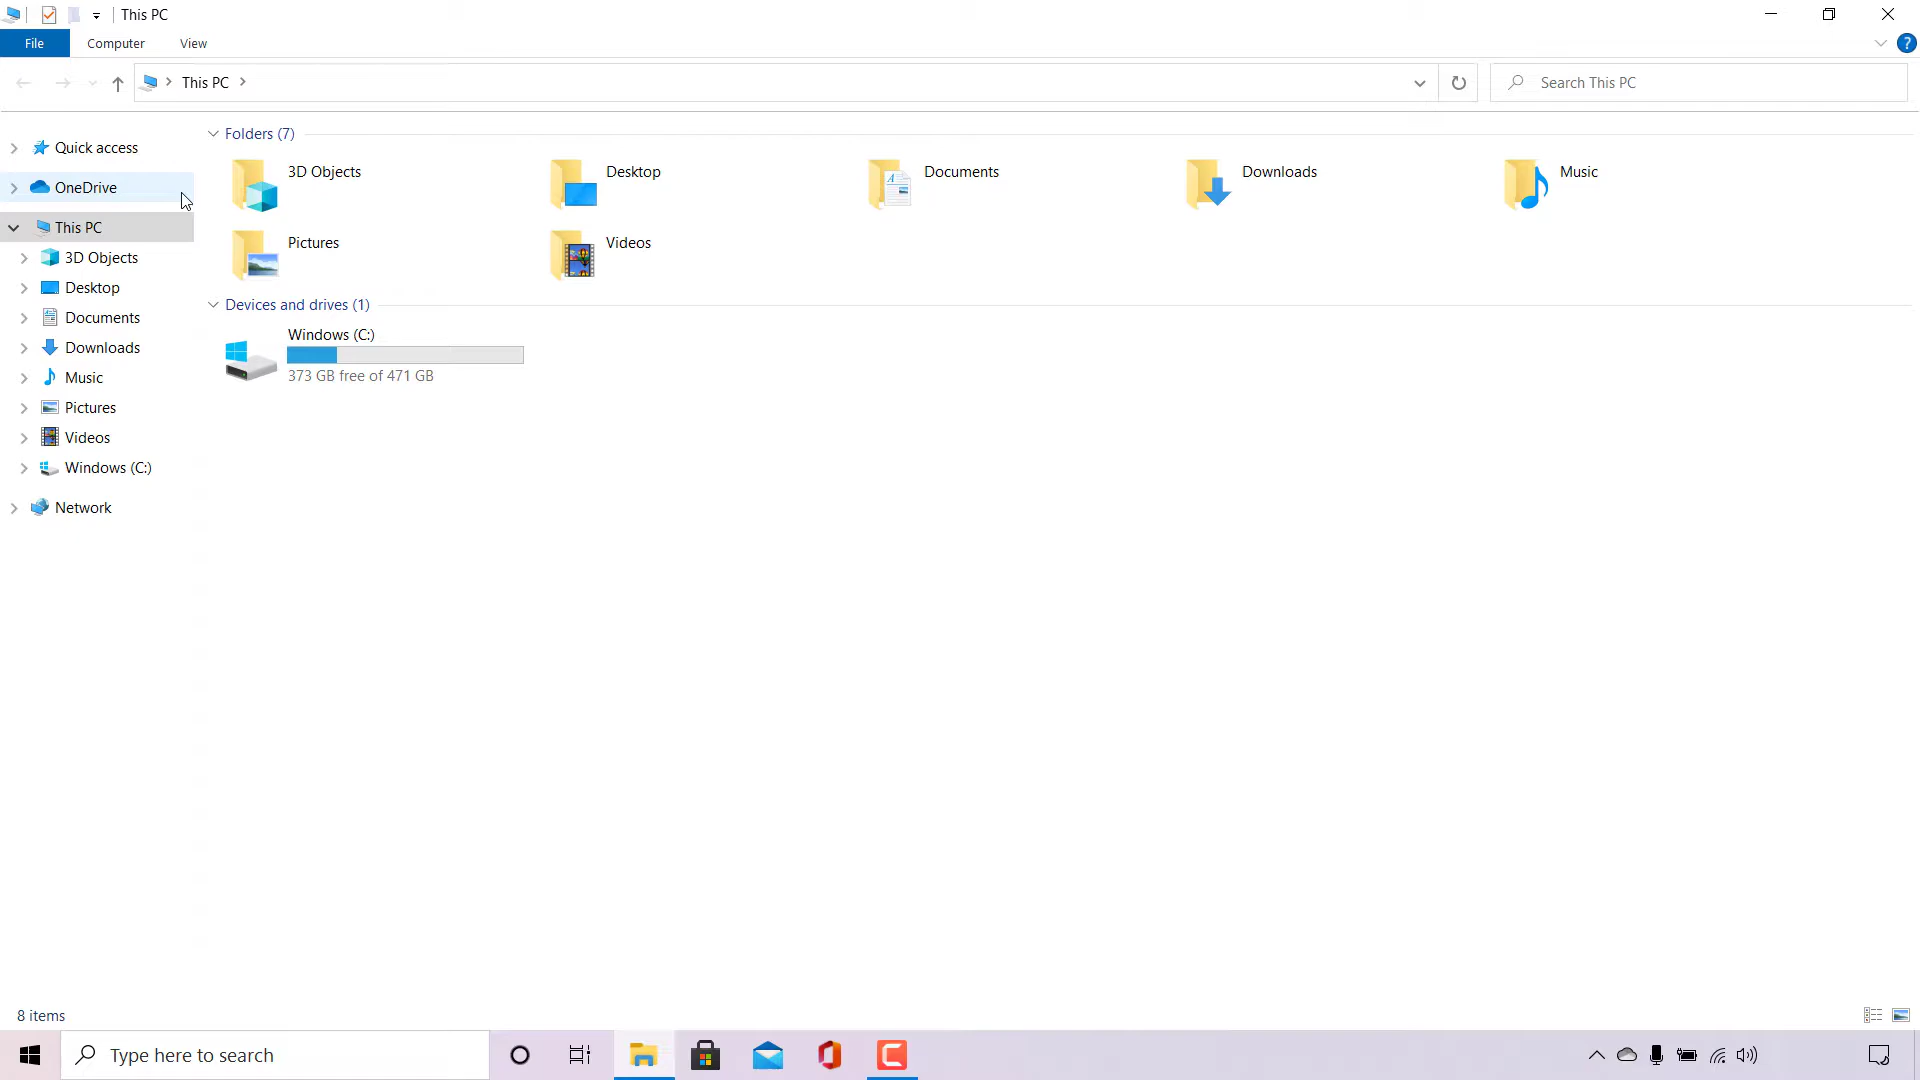 This PC
File Computer View
This PC
Search This PC
Quick access
OneDrive
This PC
3D Objects
Desktop
Documents
Downloads
Music
Pictures
Videos
Windows (C:)
Network
Folders (7)
3D Objects
Desktop
Documents
Downloads
Music
Pictures
Videos
Devices and drives (1)
Windows (C:)
373 GB free of 471 GB
8 items
Type here to search